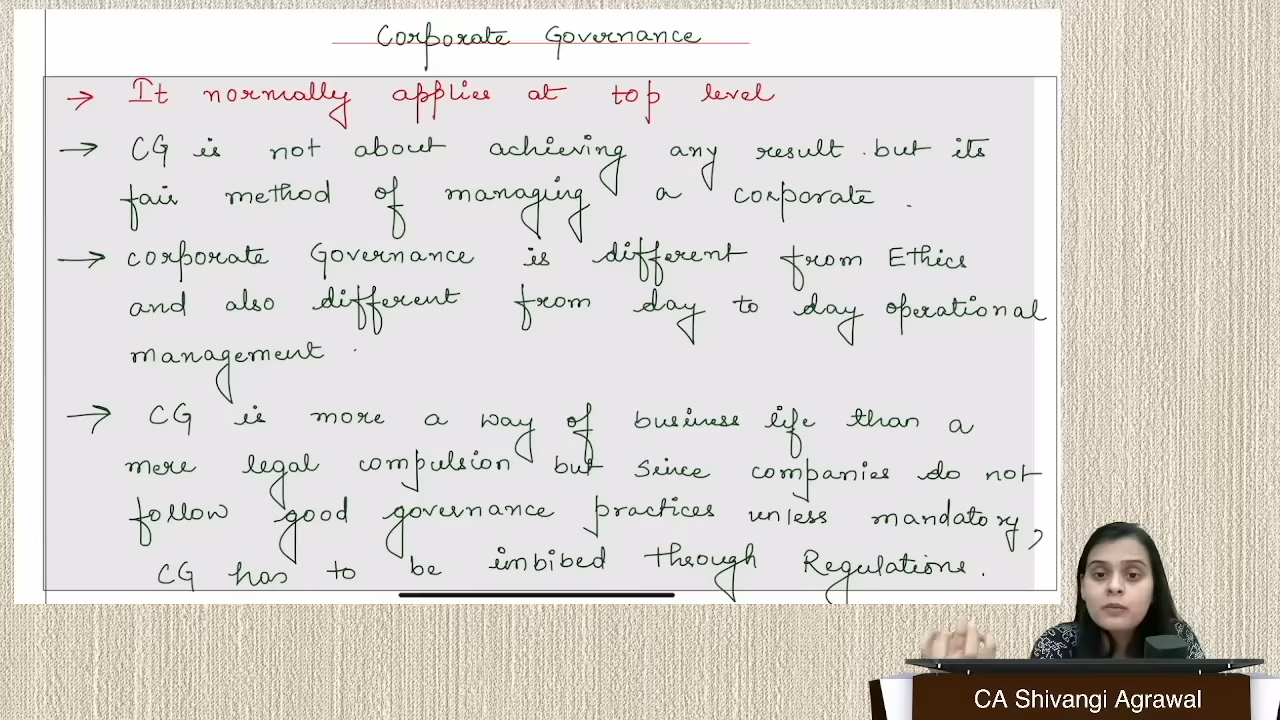 Corporate Governance
→ It normally applies at top level
→ CG is not about achieving any result but its
fair method of managing a corporate.
→ corporate Governance is different from Ethics
and also different from day to day operational
management.
→ CG is more a way of business life than a
mere legal compulsion but since companies do not
follow good governance practices unless mandatory,
CG has to be imbibed through Regulations.
CA Shivangi Agrawal